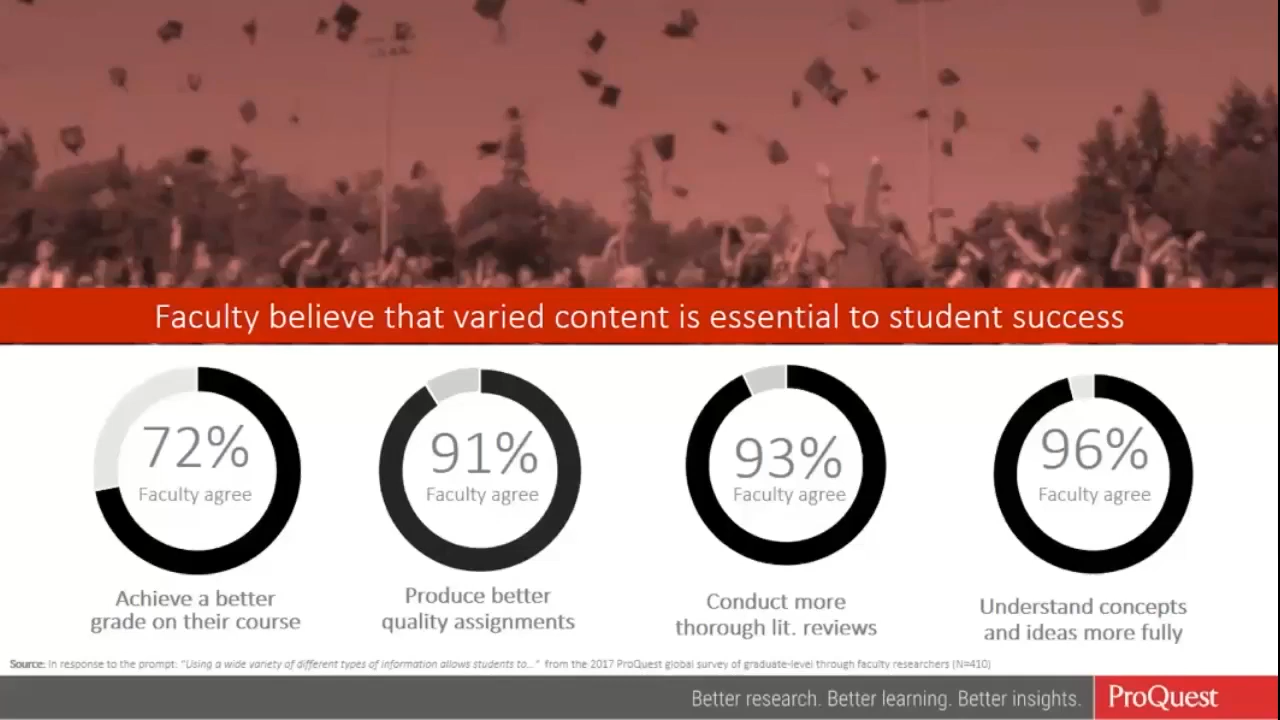 Faculty believe that varied content is essential to student success
72%
Faculty agree
Achieve a better
grade on their course
91%
Faculty agree
Produce better
quality assignments
93%
Faculty agree
Conduct more
thorough lit. reviews
96%
Faculty agree
Understand concepts
and ideas more fully
Source: In response to the prompt: "Using a wide variety of different types of information allows students to..." from the 2017 ProQuest global survey of graduate-level through faculty researchers (N=410)
Better research. Better learning. Better insights.
ProQuest